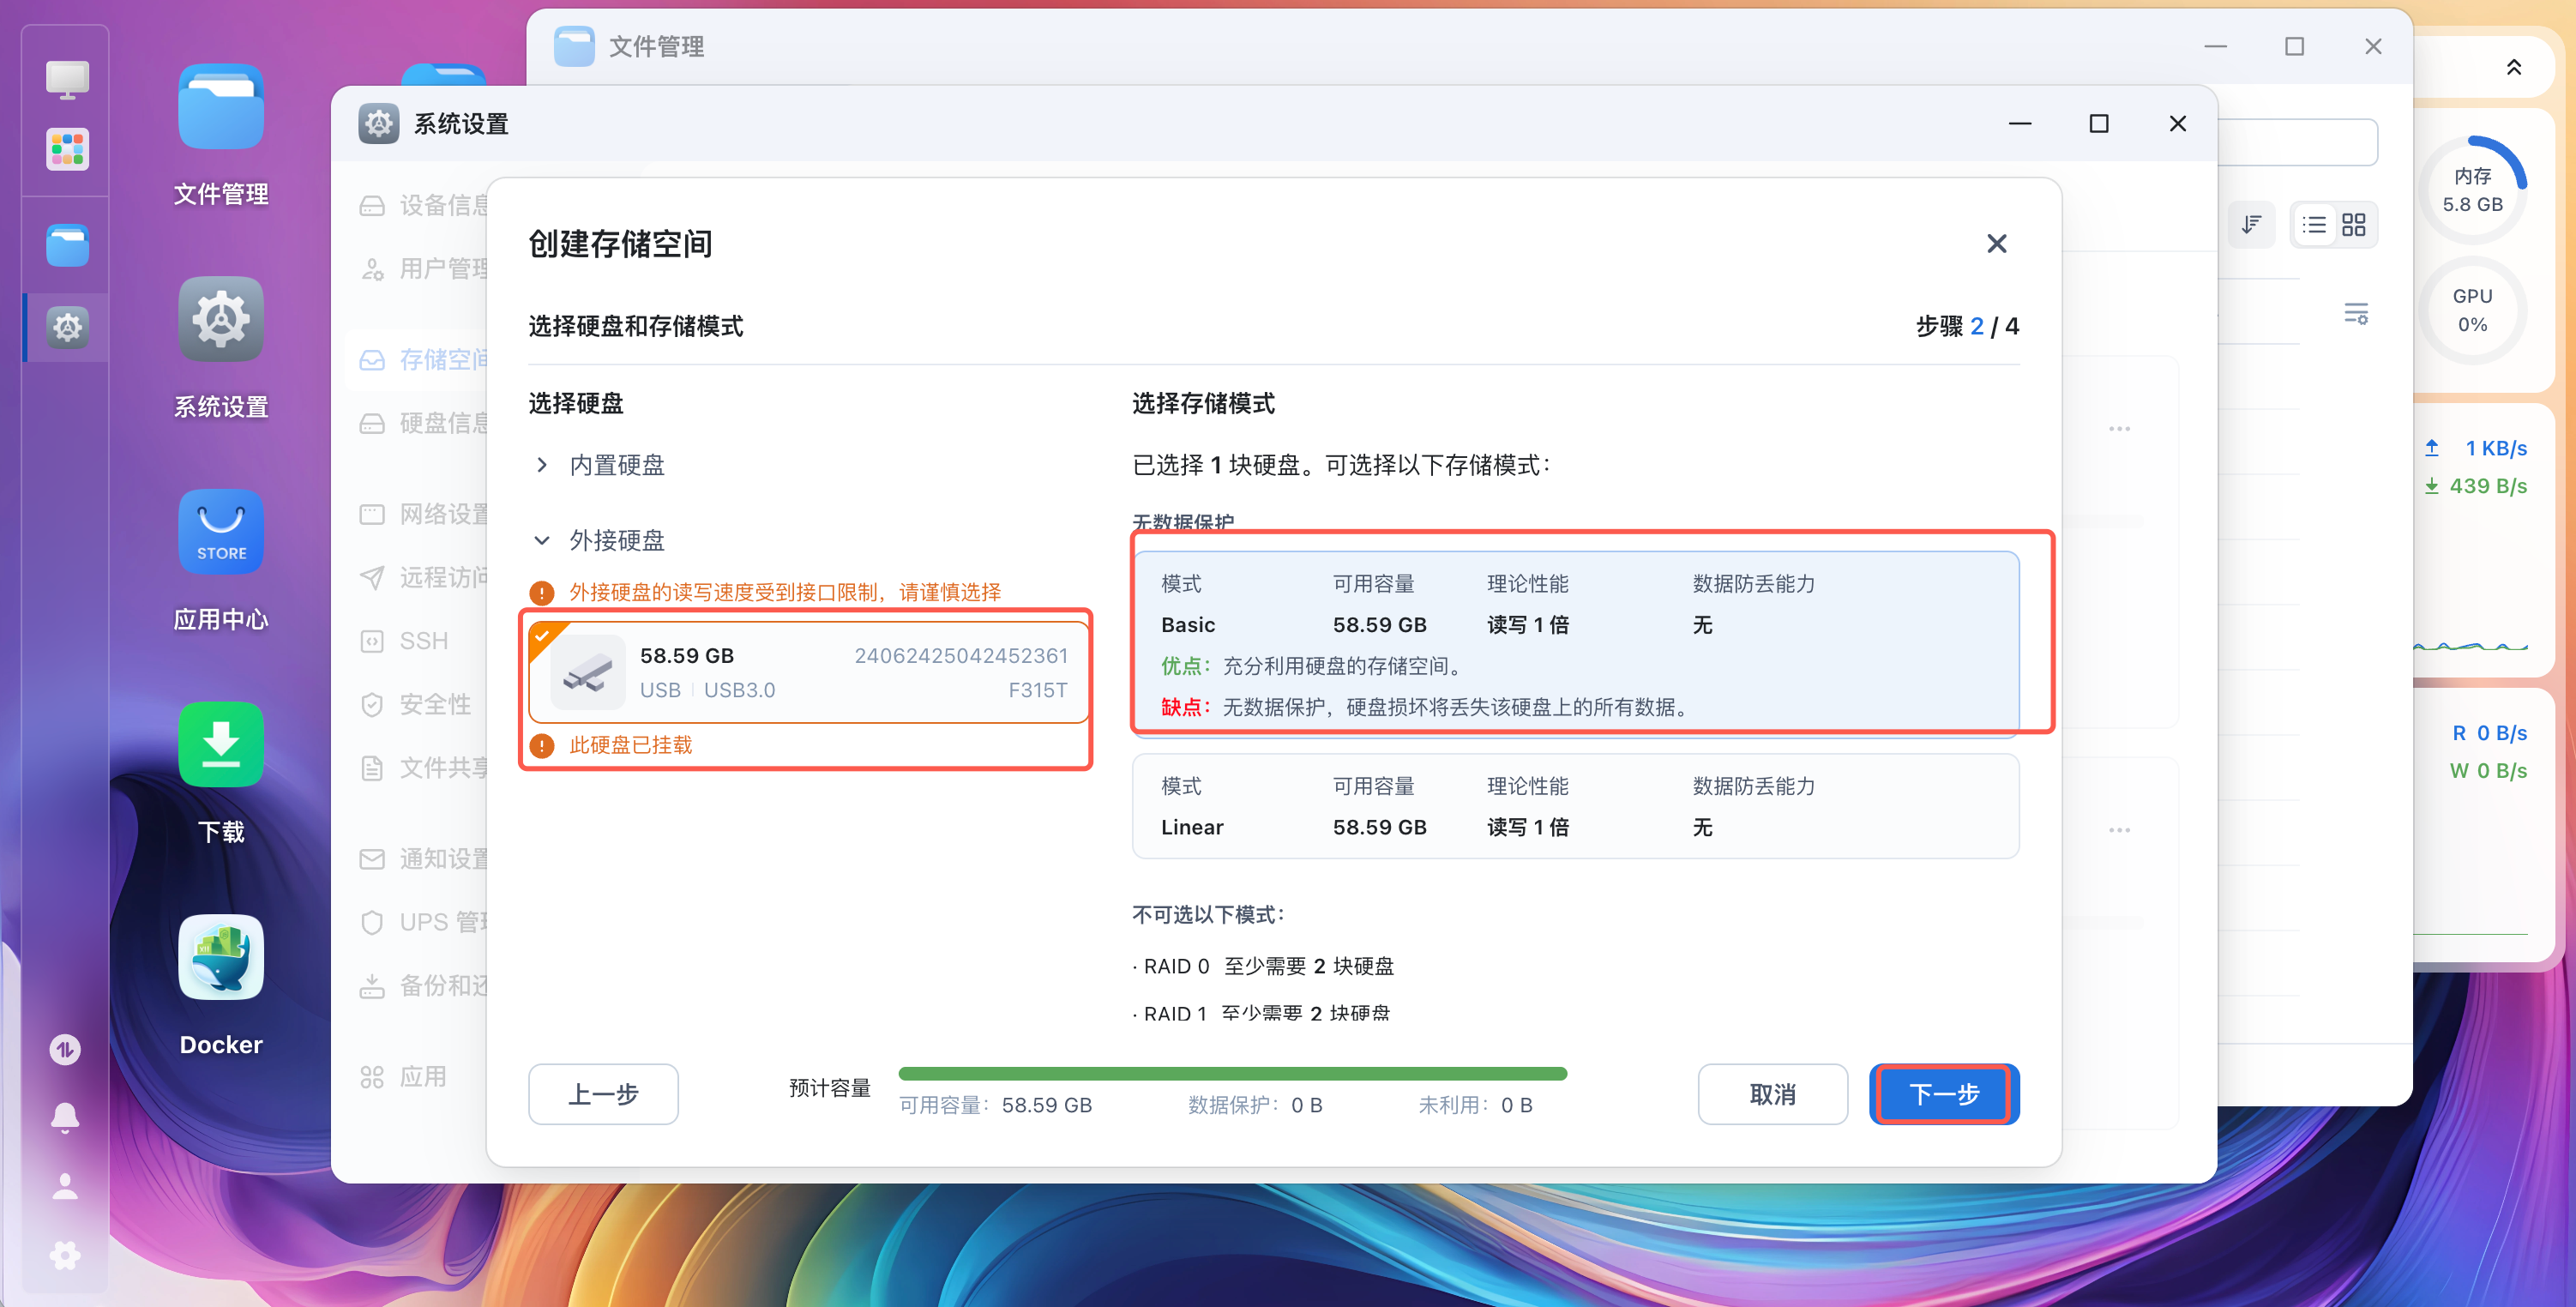 文件管理
系统设置
文件管理
系统设置
STORE
应用中心
下载
Docker
设备信息
用户管理
存储空间
硬盘信息
网络设置
远程访问
SSH
安全性
文件共享
通知设置
UPS 管理
备份和还
应用
创建存储空间
选择硬盘和存储模式
步骤 2 / 4
选择硬盘
内置硬盘
外接硬盘
外接硬盘的读写速度受到接口限制，请谨慎选择
58.59 GB 24062425042452361
USB USB3.0 F315T
此硬盘已挂载
选择存储模式
已选择 1 块硬盘。可选择以下存储模式：
无数据保护
模式 可用容量 理论性能 数据防丢能力
Basic 58.59 GB 读写 1 倍 无
优点： 充分利用硬盘的存储空间。
缺点： 无数据保护，硬盘损坏将丢失该硬盘上的所有数据。
模式 可用容量 理论性能 数据防丢能力
Linear 58.59 GB 读写 1 倍 无
不可选以下模式：
· RAID 0 至少需要 2 块硬盘
· RAID 1 至少需要 2 块硬盘
上一步
预计容量
可用容量： 58.59 GB 数据保护： 0 B 未利用： 0 B
取消
下一步
内存
5.8 GB
GPU
0%
1 KB/s
439 B/s
R 0 B/s
W 0 B/s